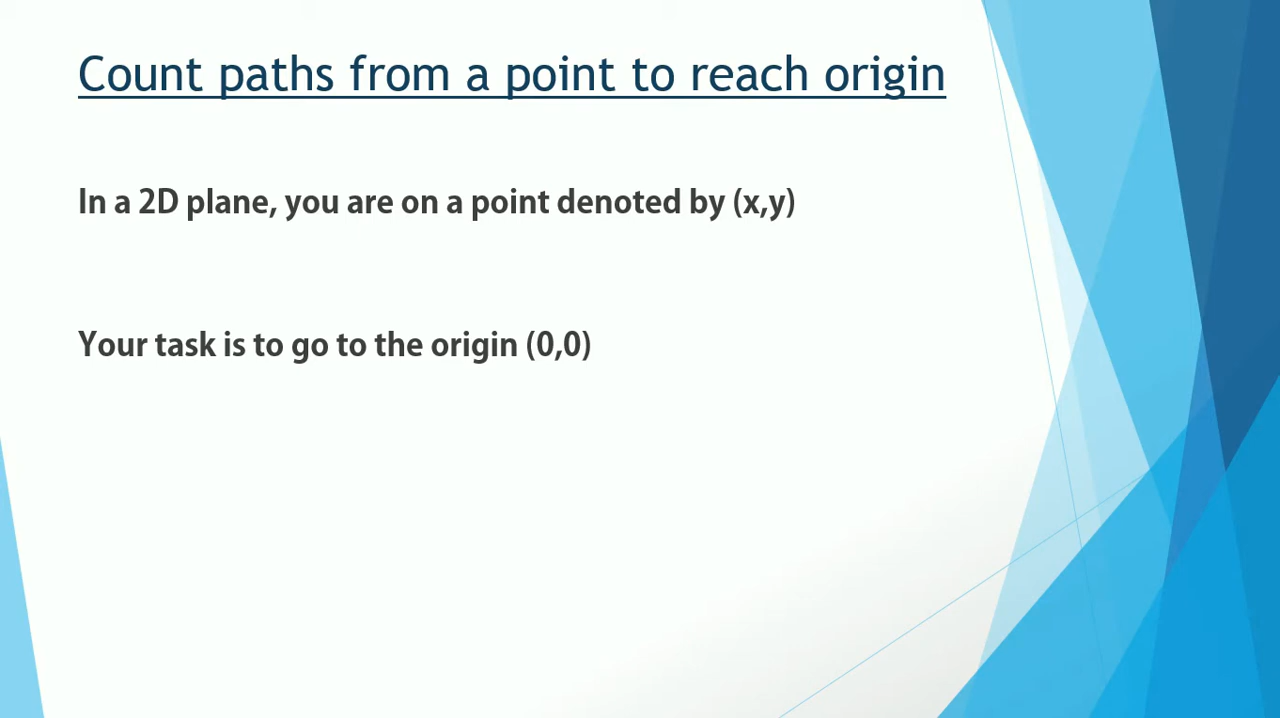 Count paths from a point to reach origin
In a 2D plane, you are on a point denoted by (x,y)
Your task is to go to the origin (0,0)